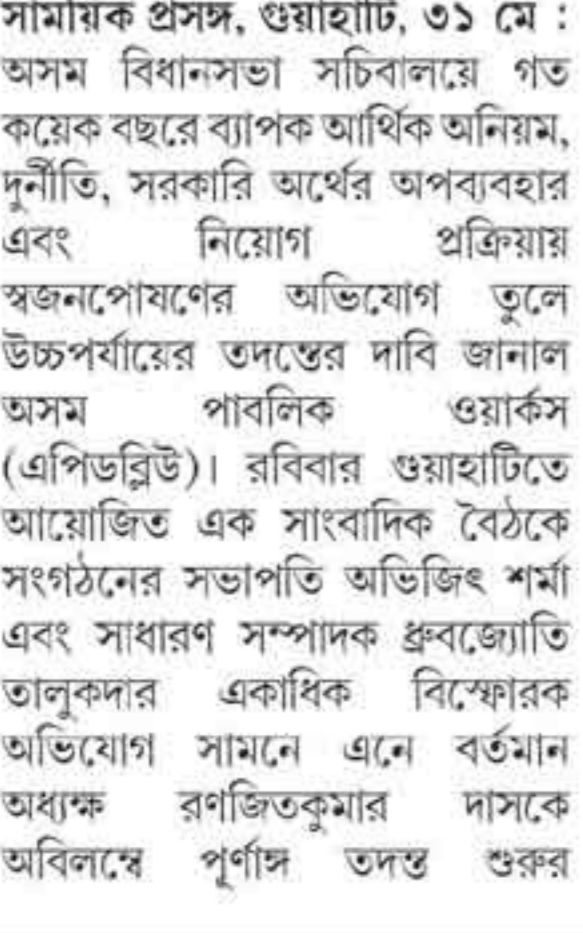 সাময়িক প্রসঙ্গ, গুয়াহাটি, ৩১ মে :
অসম বিধানসভা সচিবালয়ে গত
কয়েক বছরে ব্যাপক আর্থিক অনিয়ম,
দুর্নীতি, সরকারি অর্থের অপব্যবহার
এবং নিয়োগ প্রক্রিয়ায়
স্বজনপোষণের অভিযোগ তুলে
উচ্চপর্যায়ের তদন্তের দাবি জানাল
অসম পাবলিক ওয়ার্কস
(এপিডব্লিউ)। রবিবার গুয়াহাটিতে
আয়োজিত এক সাংবাদিক বৈঠকে
সংগঠনের সভাপতি অভিজিৎ শর্মা
এবং সাধারণ সম্পাদক ধ্রুবজ্যোতি
তালুকদার একাধিক বিস্ফোরক
অভিযোগ সামনে এনে বর্তমান
অধ্যক্ষ রণজিতকুমার দাসকে
অবিলম্বে পূর্ণাঙ্গ তদন্ত শুরুর